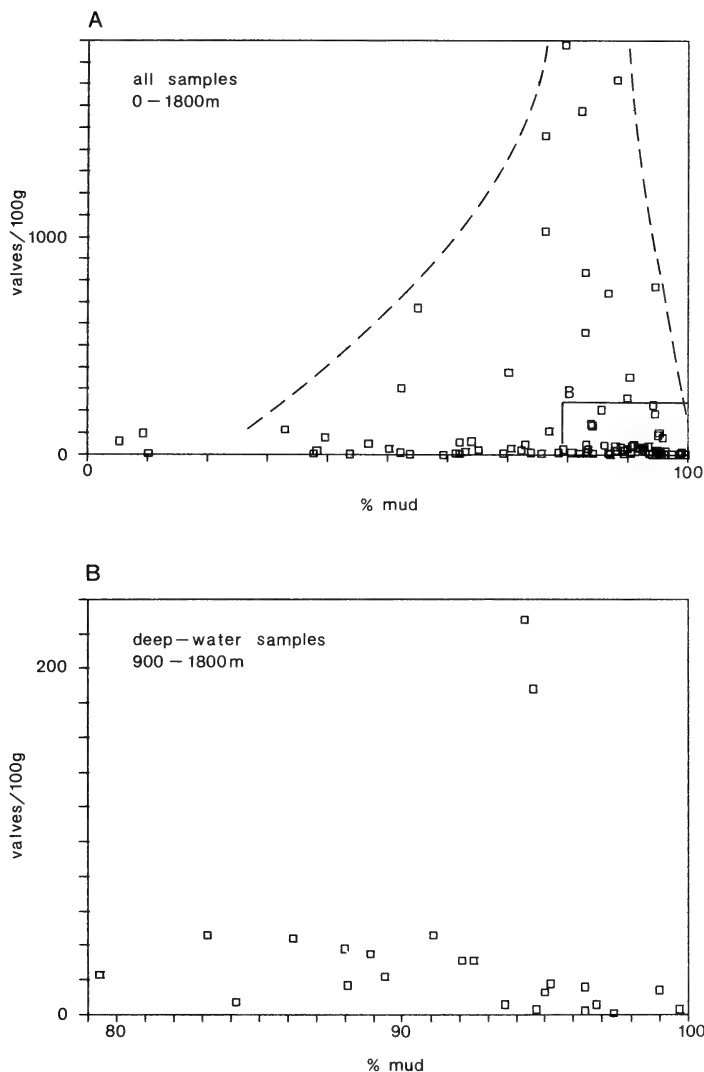 A
all samples
0–1800m
valves/100g
1000
0
B
0
100
% mud
B
deep–water samples
900–1800m
valves/100g
200
0
80
90
100
% mud